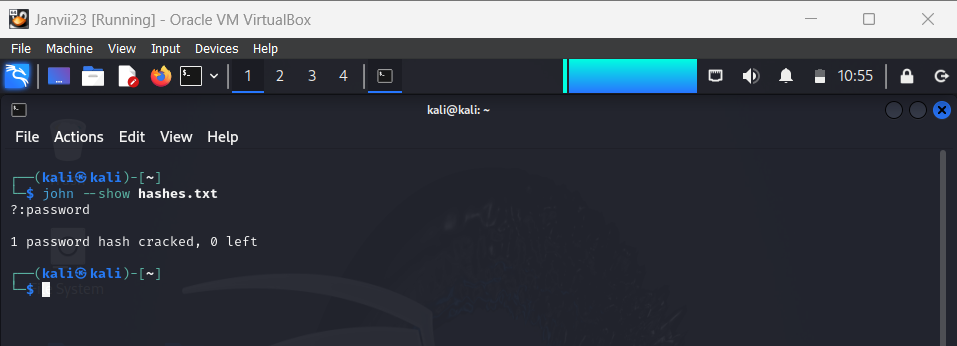 Janvii23 [Running] - Oracle VM VirtualBox
File Machine View Input Devices Help
1 2 3 4 10:55
kali@kali: ~
File Actions Edit View Help
┌──(kali㉿kali)-[~]
└─$ john --show hashes.txt
?:password
1 password hash cracked, 0 left
┌──(kali㉿kali)-[~]
└─$
System